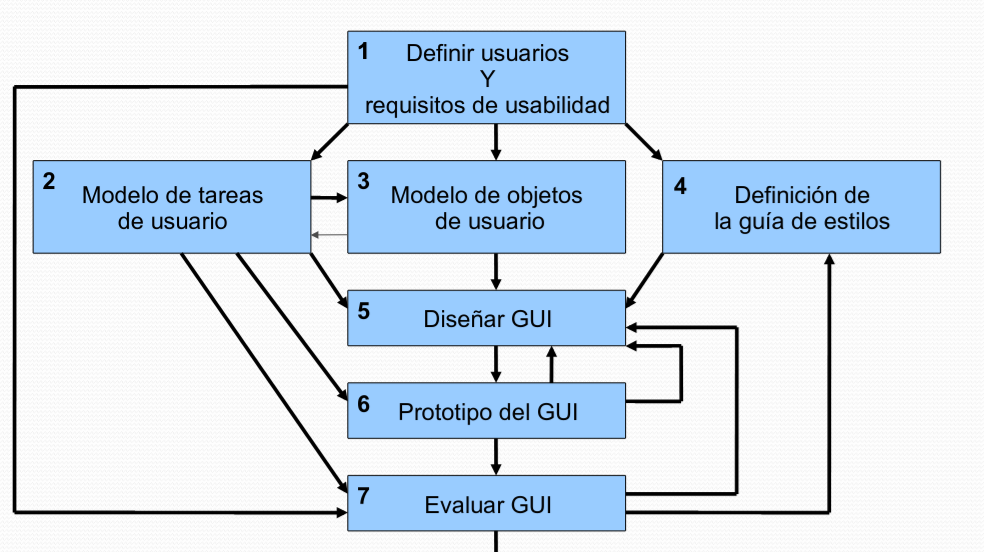 1
Definir usuarios
Y
requisitos de usabilidad
2
Modelo de tareas
de usuario
3
Modelo de objetos
de usuario
4
Definición de
la guía de estilos
5
Diseñar GUI
6
Prototipo del GUI
7
Evaluar GUI